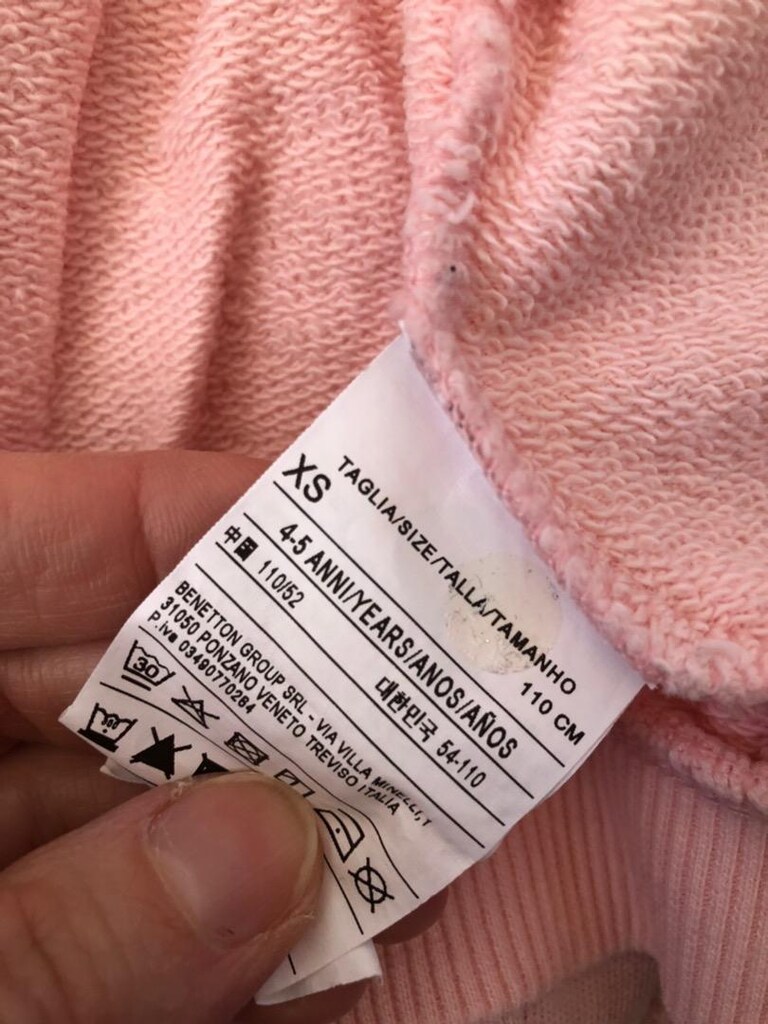 TAGLIA/SIZE/TALLA/TAMANHO
XS 110 CM
4-5 ANNI/YEARS/ANOS/AÑOS
中國 110/52 대한민국 54-110
BENETTON GROUP SRL - VIA VILLA MINELLI,1
31050 PONZANO VENETO TREVISO ITALIA
P.iva 03490770264
30